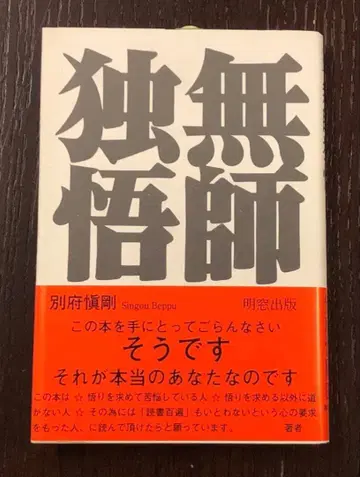 無師
独悟
別府愼剛 Singou Beppu 明窓出版
この本を手にとってごらんなさい
そうです
それが本当のあなたなのです
この本は ☆ 悟りを求めて苦悩している人 ☆ 悟りを求める以外に道
がない人 ☆ その為には「読書百遍」もいとわないという心の要求
をもった人、に読んで頂けたらと願っています。 著者